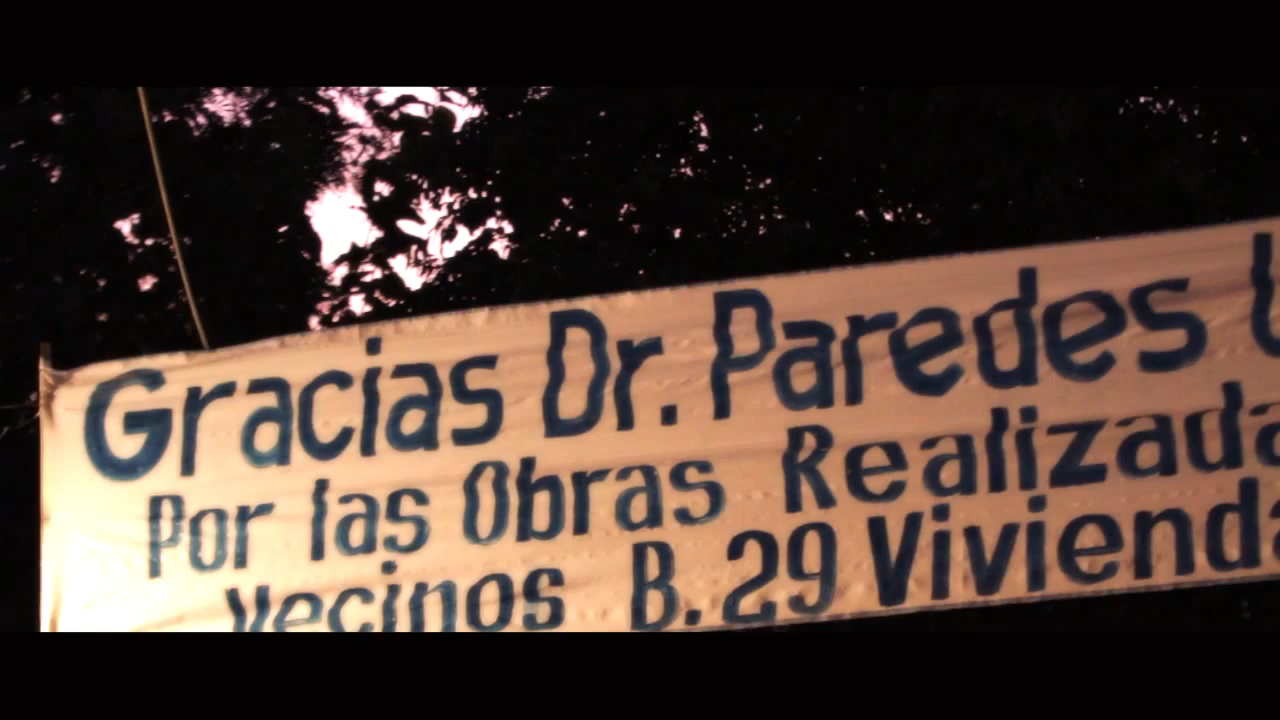 Gracias Dr. Paredes U
Por las Obras Realizada
Vecinos B. 29 Viviend